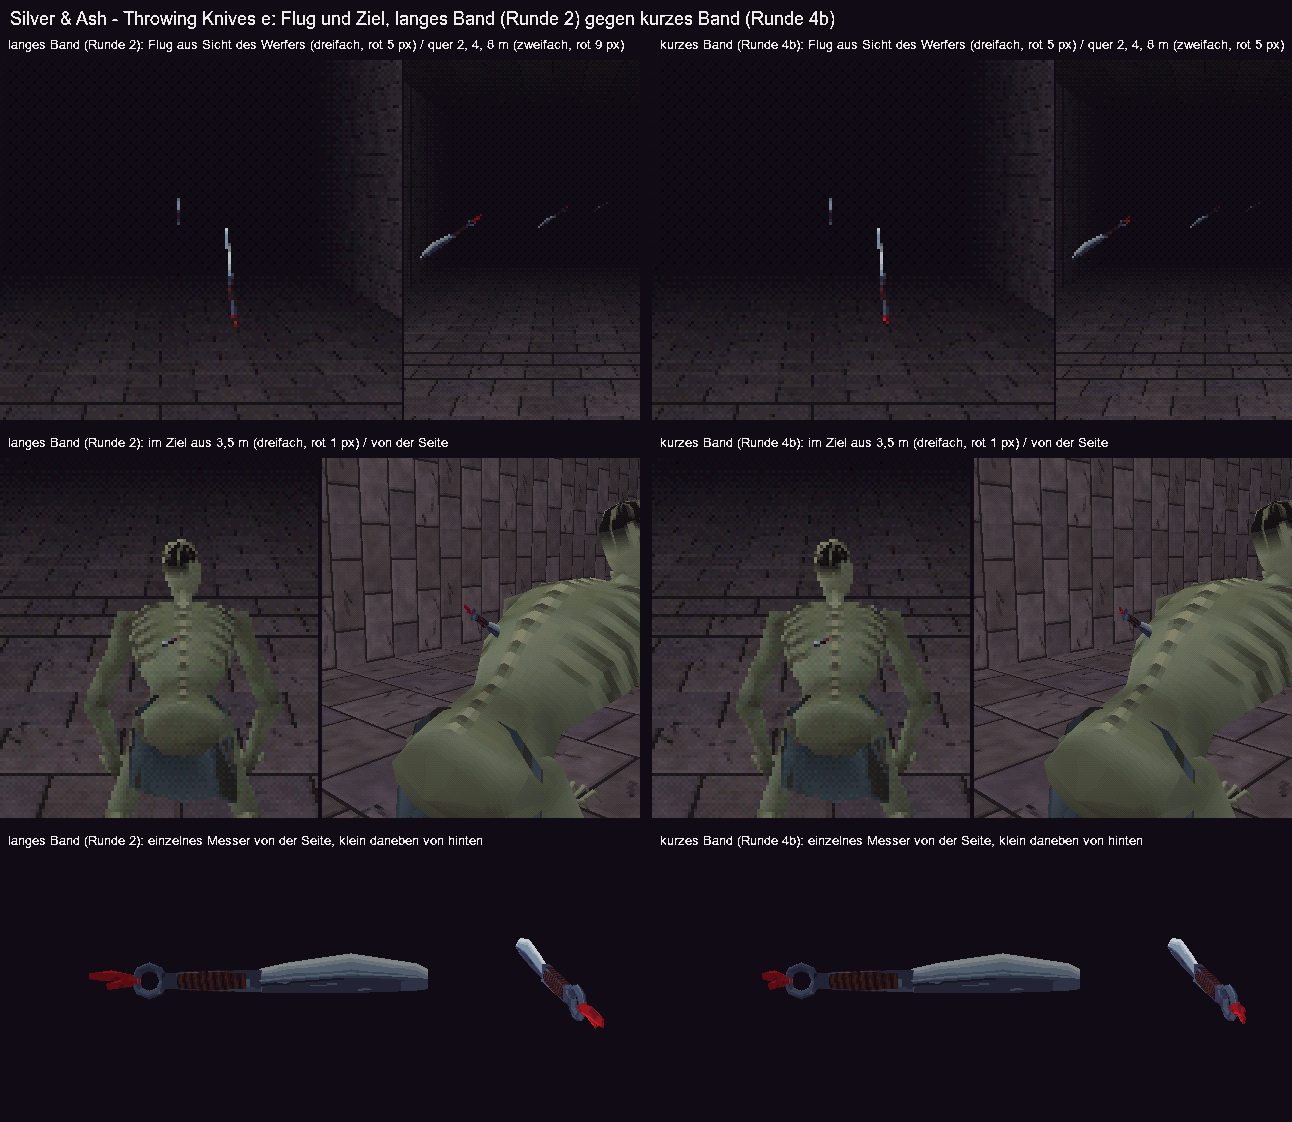 Silver & Ash - Throwing Knives e: Flug und Ziel, langes Band (Runde 2) gegen kurzes Band (Runde 4b)
langes Band (Runde 2): Flug aus Sicht des Werfers (dreifach, rot 5 px) / quer 2, 4, 8 m (zweifach, rot 9 px)
kurzes Band (Runde 4b): Flug aus Sicht des Werfers (dreifach, rot 5 px) / quer 2, 4, 8 m (zweifach, rot 5 px)
langes Band (Runde 2): im Ziel aus 3,5 m (dreifach, rot 1 px) / von der Seite
kurzes Band (Runde 4b): im Ziel aus 3,5 m (dreifach, rot 1 px) / von der Seite
langes Band (Runde 2): einzelnes Messer von der Seite, klein daneben von hinten
kurzes Band (Runde 4b): einzelnes Messer von der Seite, klein daneben von hinten